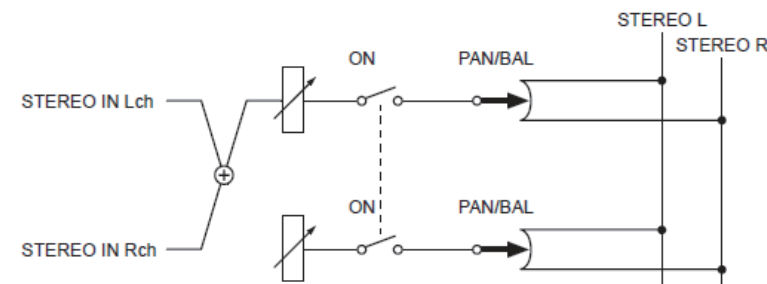 STEREO L
STEREO R
ON
PAN/BAL
STEREO IN Lch
ON
PAN/BAL
STEREO IN Rch